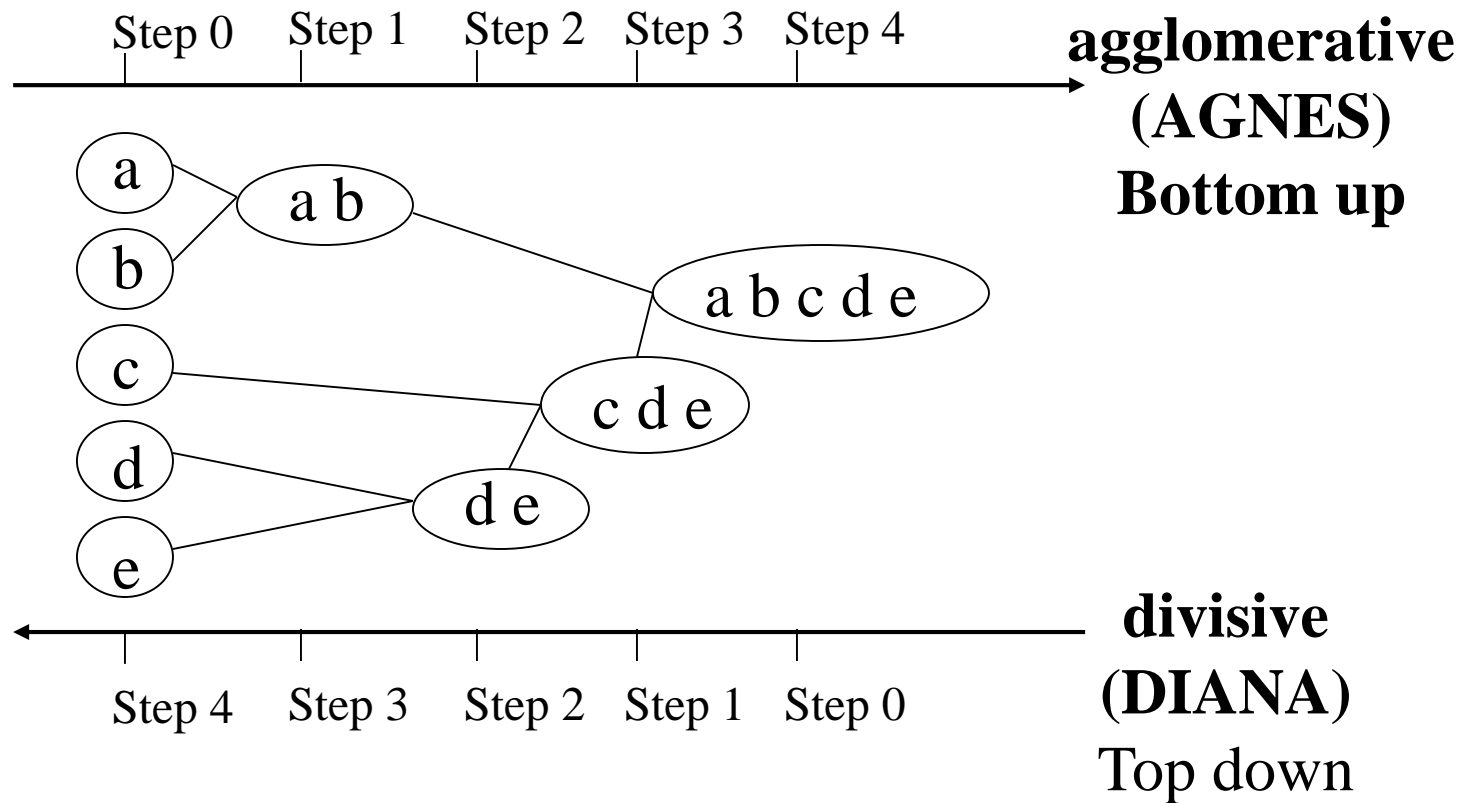 Step 0 Step 1 Step 2 Step 3 Step 4
agglomerative
(AGNES)
Bottom up
a
a b
b
a b c d e
c
c d e
d
d e
e
divisive
(DIANA)
Top down
Step 4 Step 3 Step 2 Step 1 Step 0